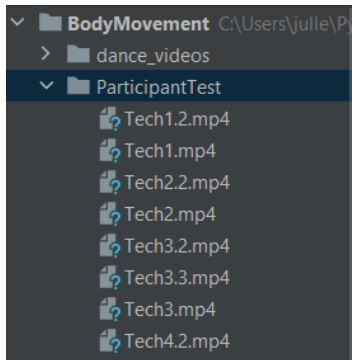 BodyMovement C:\Users\julle\Py
dance_videos
ParticipantTest
Tech1.2.mp4
Tech1.mp4
Tech2.2.mp4
Tech2.mp4
Tech3.2.mp4
Tech3.3.mp4
Tech3.mp4
Tech4.2.mp4